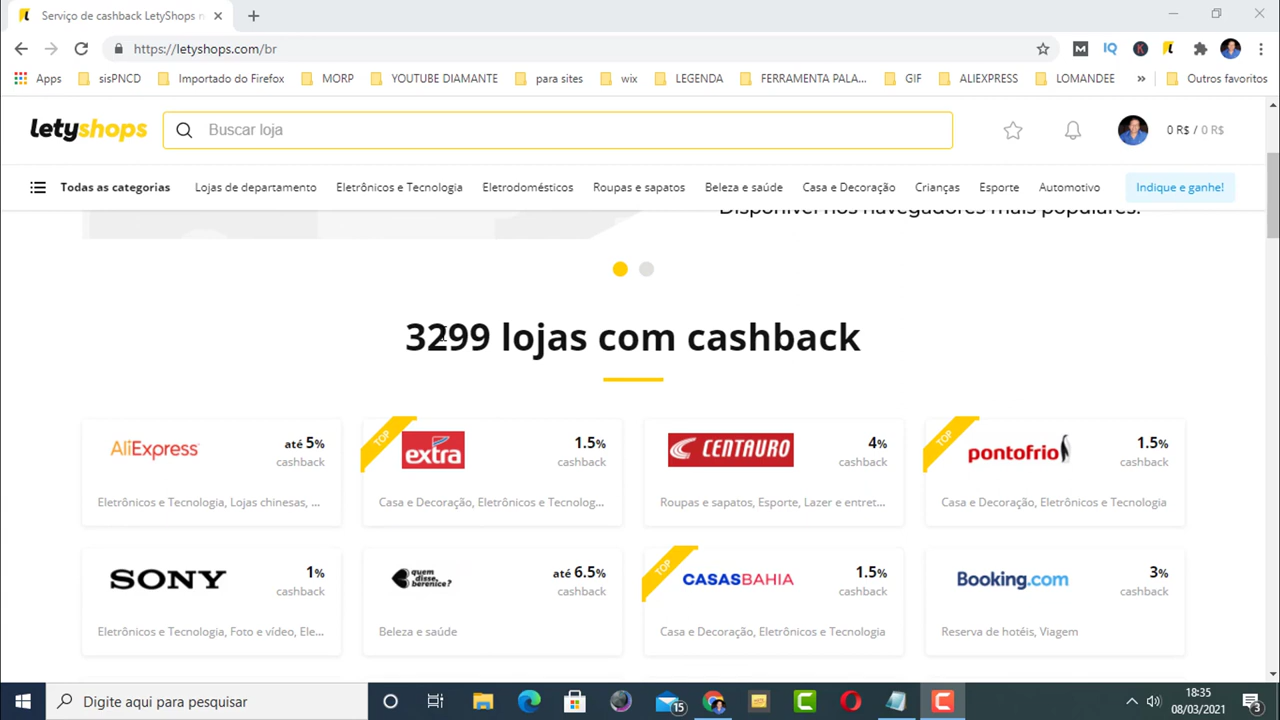 Serviço de cashback LetyShops n
https://letyshops.com/br
M IQ K
Apps sisPNCD Importado do Firefox MORP YOUTUBE DIAMANTE para sites wix LEGENDA FERRAMENTA PALA... GIF ALIEXPRESS LOMANDEE » Outros favoritos
letyshops Buscar loja 0 R$ / 0 R$
Todas as categorias Lojas de departamento Eletrônicos e Tecnologia Eletrodomésticos Roupas e sapatos Beleza e saúde Casa e Decoração Crianças Esporte Automotivo Indique e ganhe!
Disponível nos navegadores mais populares.
3299 lojas com cashback
AliExpress até 5% TOP extra 1.5% CENTAURO 4% TOP pontofrio 1.5%
cashback cashback cashback cashback
Eletrônicos e Tecnologia, Lojas chinesas, ... Casa e Decoração, Eletrônicos e Tecnolog... Roupas e sapatos, Esporte, Lazer e entret... Casa e Decoração, Eletrônicos e Tecnologia
SONY 1% quem disse, berenice? até 6.5% TOP CASASBAHIA 1.5% Booking.com 3%
cashback cashback cashback cashback
Eletrônicos e Tecnologia, Foto e vídeo, Ele... Beleza e saúde Casa e Decoração, Eletrônicos e Tecnologia Reserva de hotéis, Viagem
Digite aqui para pesquisar 15 18:35
08/03/2021 3